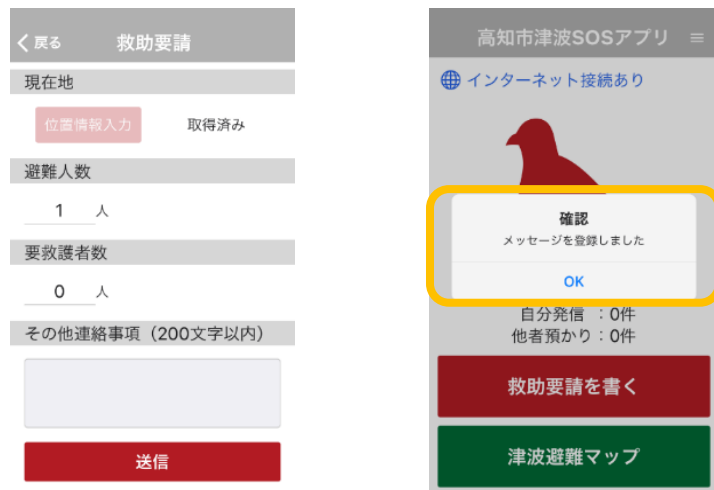 戻る 救助要請
現在地
位置情報入力 取得済み
避難人数
1 人
要救護者数
0 人
その他連絡事項（200文字以内）
送信
高知市津波SOSアプリ
インターネット接続あり
確認
メッセージを登録しました
OK
自分発信 ：0件
他者預かり：0件
救助要請を書く
津波避難マップ